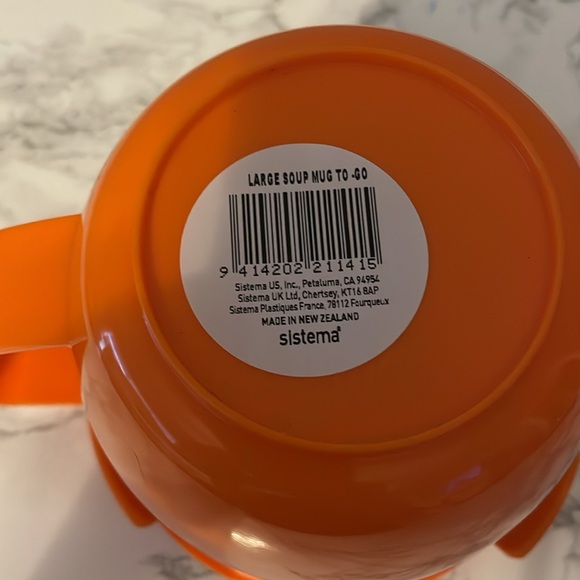 LARGE SOUP MUG TO -GO
9 414202 211415
Sistema US, Inc., Petaluma, CA 94954
Sistema UK Ltd, Chertsey, KT16 8AP
Sistema Plastiques France, 78112 Fourqueux
MADE IN NEW ZEALAND
sistema®